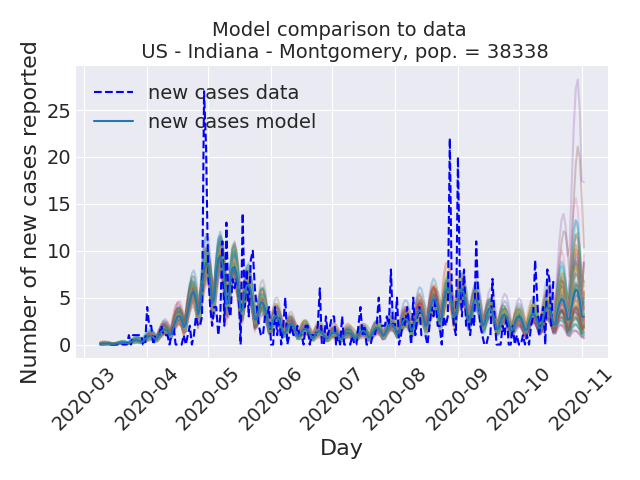 Model comparison to data
US - Indiana - Montgomery, pop. = 38338
Number of new cases reported
25
20
15
10
5
0
new cases data
new cases model
2020-03
2020-04
2020-05
2020-06
2020-07
2020-08
2020-09
2020-10
2020-11
Day